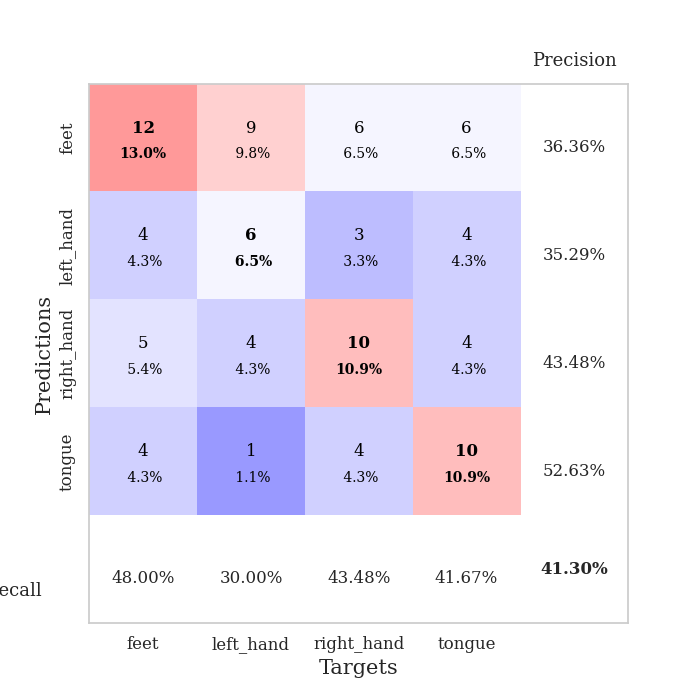 Precision
feet
12 9 6 6
13.0% 9.8% 6.5% 6.5%
36.36%
left_hand
4 6 3 4
4.3% 6.5% 3.3% 4.3%
35.29%
Predictions
right_hand
5 4 10 4
5.4% 4.3% 10.9% 4.3%
43.48%
tongue
4 1 4 10
4.3% 1.1% 4.3% 10.9%
52.63%
ecall
48.00% 30.00% 43.48% 41.67% 41.30%
feet left_hand right_hand tongue
Targets